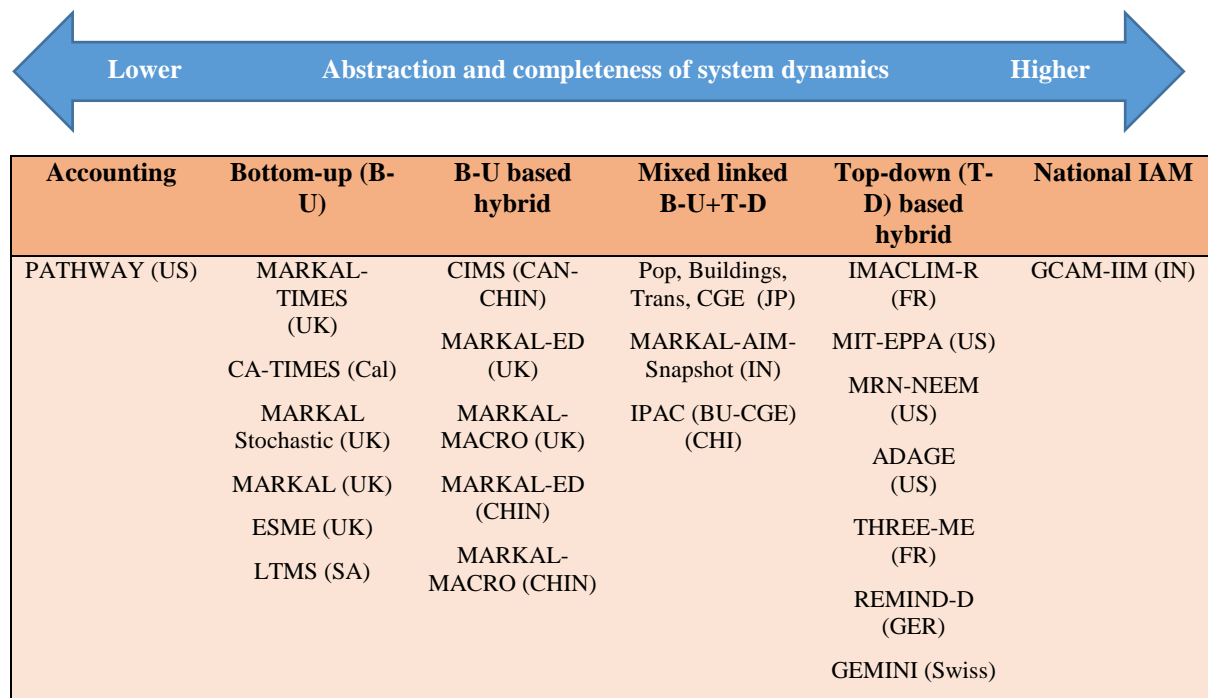 Lower Abstraction and completeness of system dynamics Higher
Accounting
Bottom-up (B-
U)
B-U based
hybrid
Mixed linked
B-U+T-D
Top-down (T-
D) based
hybrid
National IAM
PATHWAY (US)
MARKAL-
TIMES
(UK)
CA-TIMES (Cal)
MARKAL
Stochastic (UK)
MARKAL (UK)
ESME (UK)
LTMS (SA)
CIMS (CAN-
CHIN)
MARKAL-ED
(UK)
MARKAL-
MACRO (UK)
MARKAL-ED
(CHIN)
MARKAL-
MACRO (CHIN)
Pop, Buildings,
Trans, CGE (JP)
MARKAL-AIM-
Snapshot (IN)
IPAC (BU-CGE)
(CHI)
IMACLIM-R
(FR)
MIT-EPPA (US)
MRN-NEEM
(US)
ADAGE
(US)
THREE-ME
(FR)
REMIND-D
(GER)
GEMINI (Swiss)
GCAM-IIM (IN)